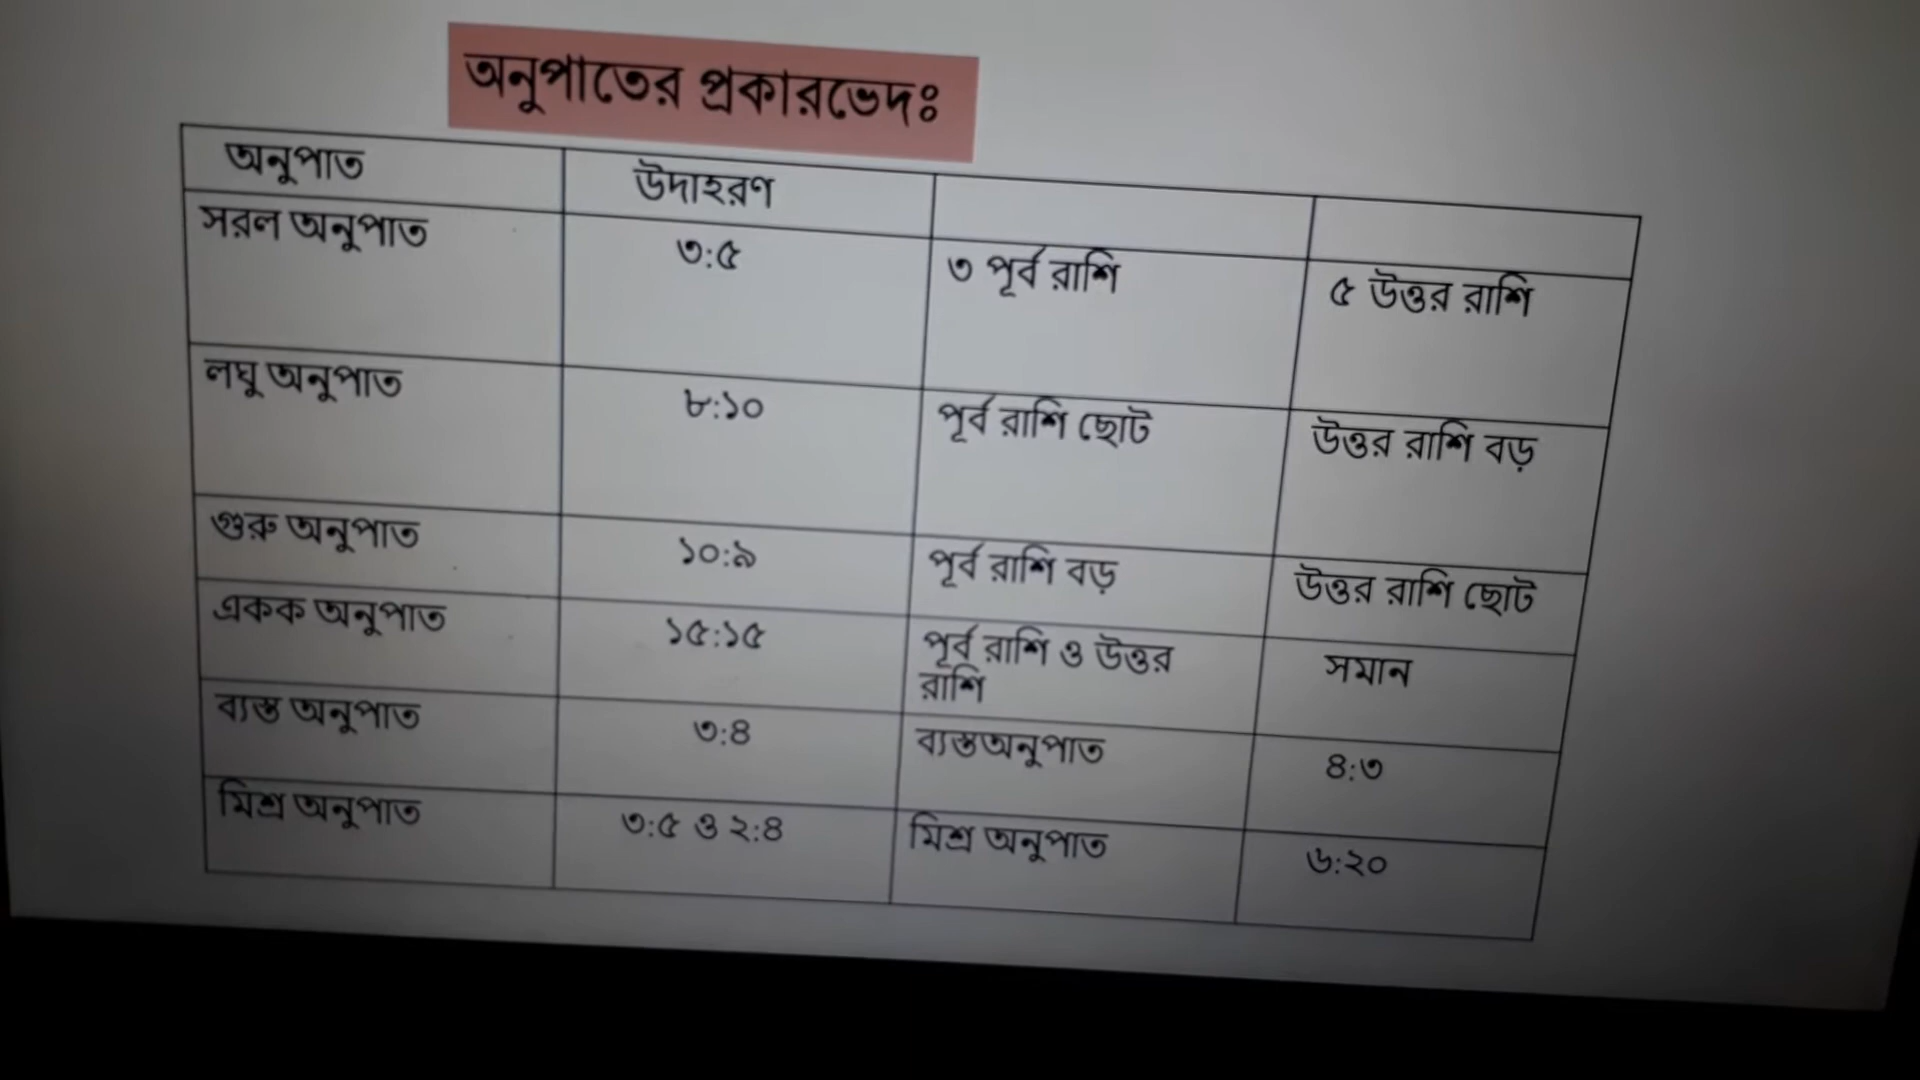 অনুপাতের প্রকারভেদঃ
অনুপাত উদাহরণ
সরল অনুপাত ৩:৫ ৩ পূর্ব রাশি ৫ উত্তর রাশি
লঘু অনুপাত ৮:১০ পূর্ব রাশি ছোট উত্তর রাশি বড়
গুরু অনুপাত ১০:৯ পূর্ব রাশি বড় উত্তর রাশি ছোট
একক অনুপাত ১৫:১৫ পূর্ব রাশি ও উত্তর সমান
রাশি
ব্যস্ত অনুপাত ৩:৪ ব্যস্তঅনুপাত ৪:৩
মিশ্র অনুপাত ৩:৫ ও ২:৪ মিশ্র অনুপাত ৬:২০